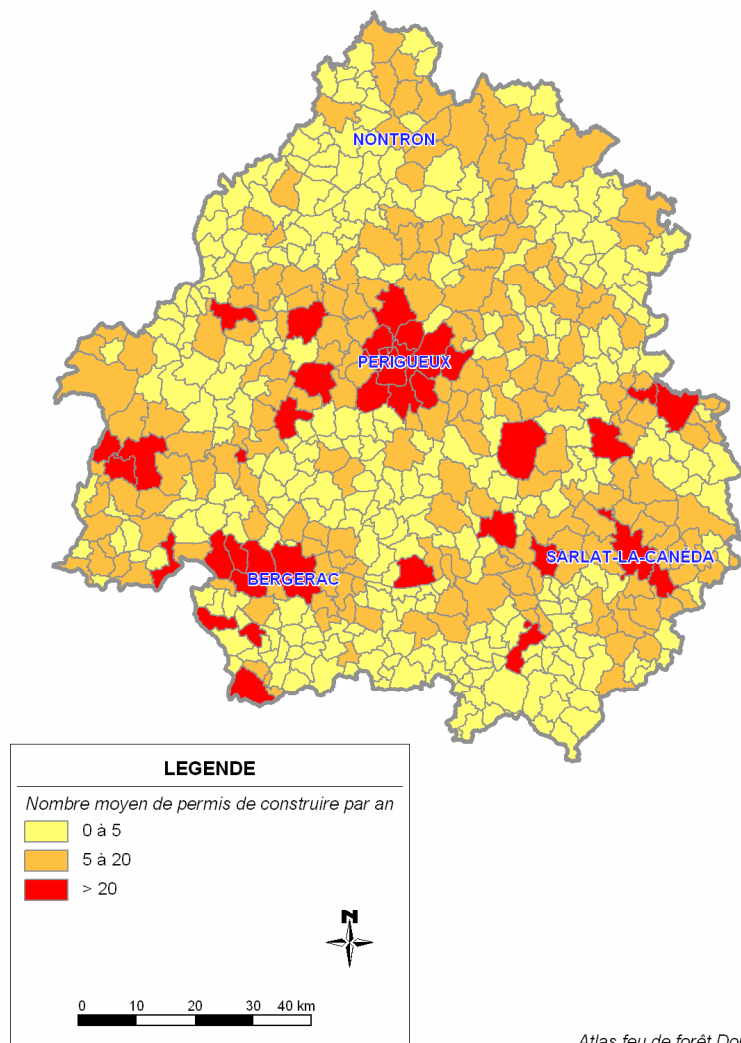 NONTRON
PERIGUEUX
SARLAT-LA-CANÉDA
BERGERAC
LEGENDE
Nombre moyen de permis de construire par an
0 à 5
5 à 20
> 20
N
0 10 20 30 40 km
Atlas feu de forêt